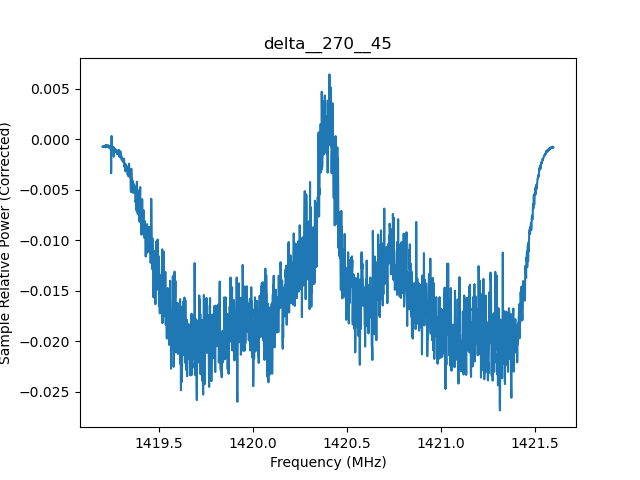 delta__270__45
0.005
0.000
−0.005
−0.010
−0.015
−0.020
−0.025
Sample Relative Power (Corrected)
1419.5 1420.0 1420.5 1421.0 1421.5
Frequency (MHz)